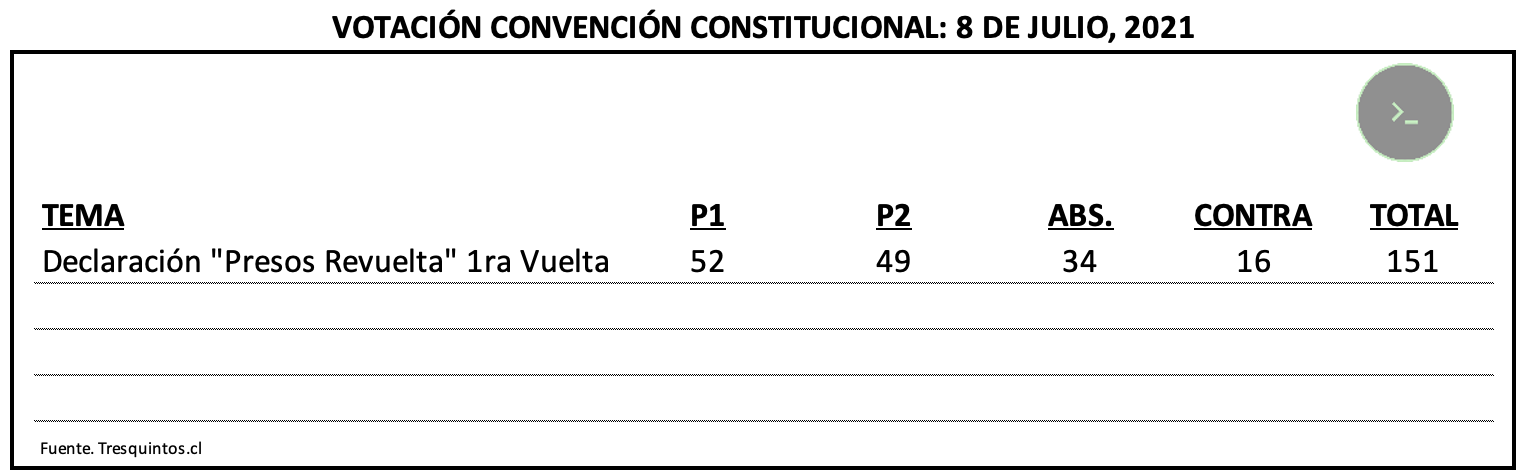 VOTACIÓN CONVENCIÓN CONSTITUCIONAL: 8 DE JULIO, 2021
>_
TEMA P1 P2 ABS. CONTRA TOTAL
Declaración "Presos Revuelta" 1ra Vuelta 52 49 34 16 151
Fuente. Tresquintos.cl